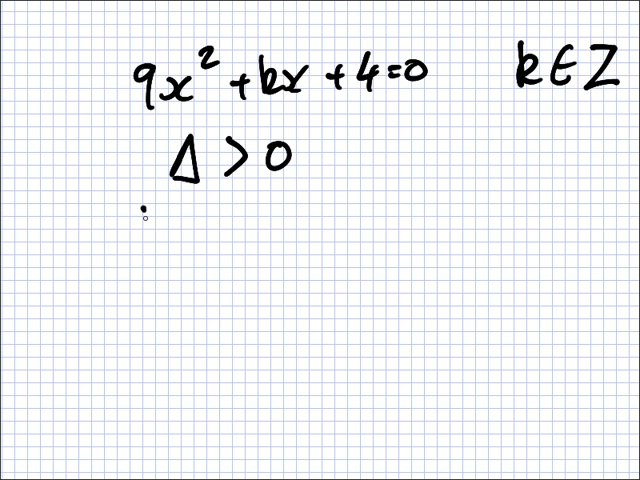 9x² + kx + 4 = 0 k ∈ Z
Δ > 0